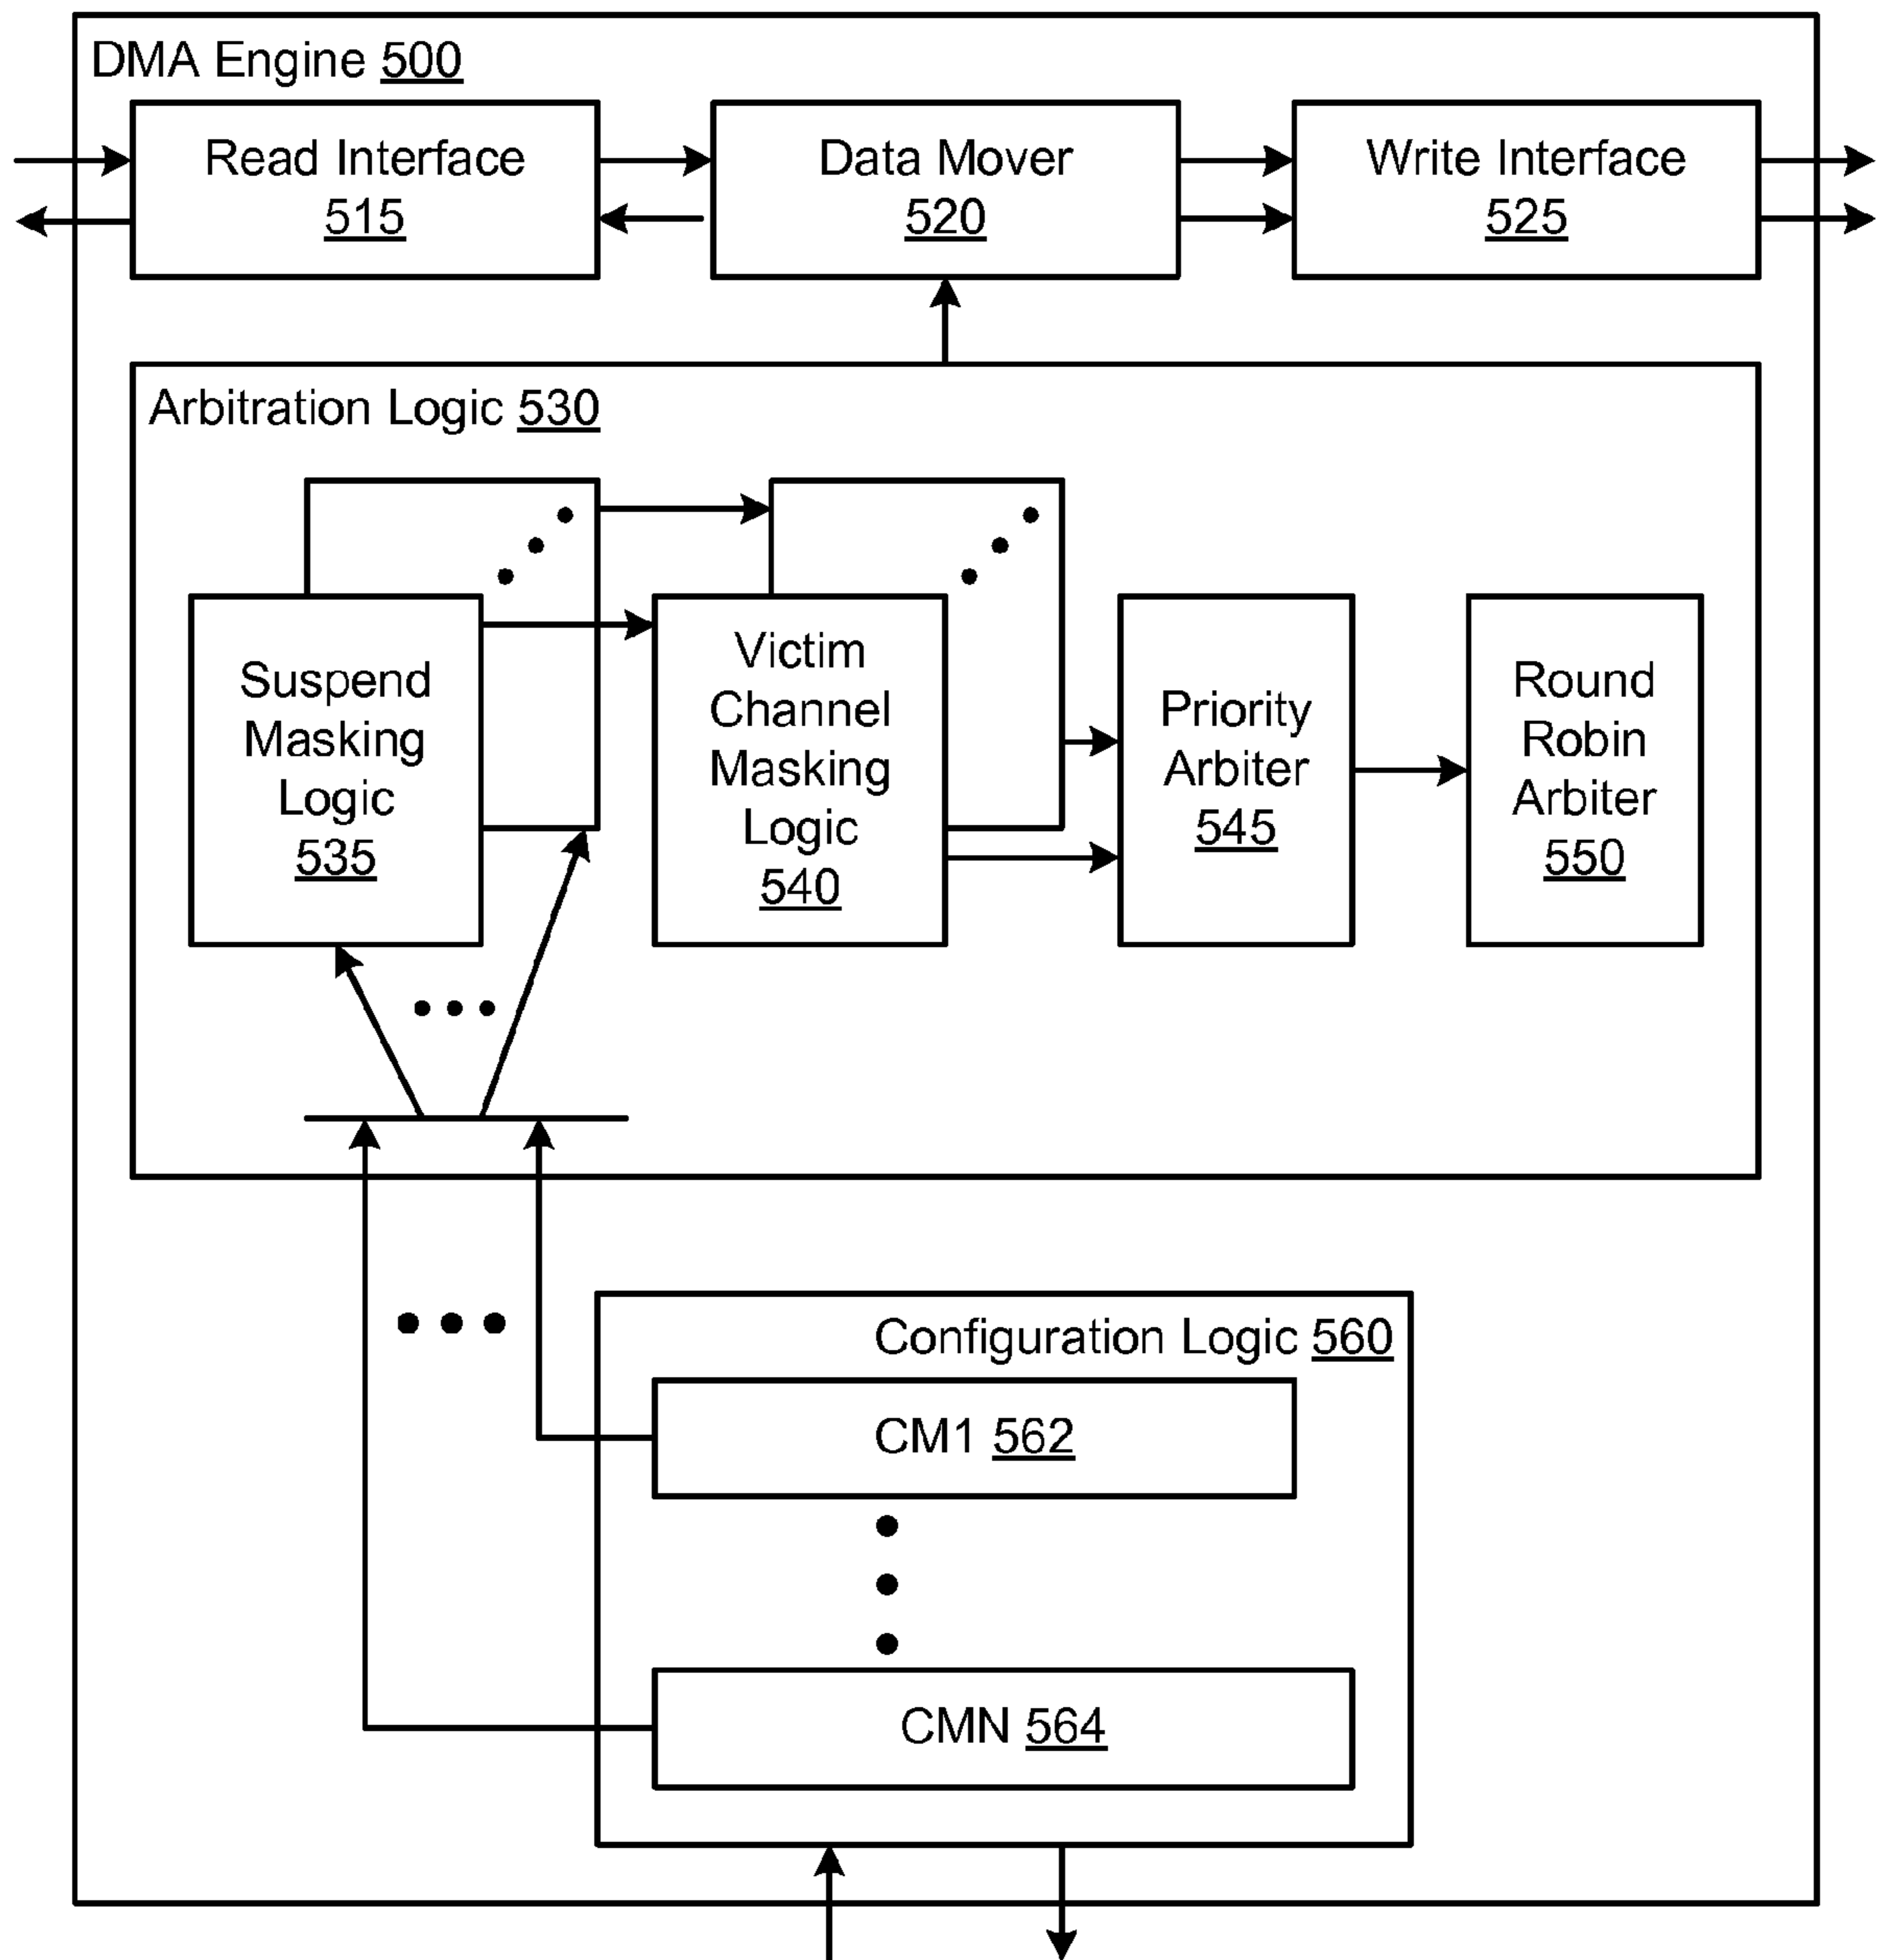 DMA Engine 500
Read Interface
515
Data Mover
520
Write Interface
525
Arbitration Logic 530
Suspend
Masking
Logic
535
Victim
Channel
Masking
Logic
540
Priority
Arbiter
545
Round
Robin
Arbiter
550
Configuration Logic 560
CM1 562
CMN 564